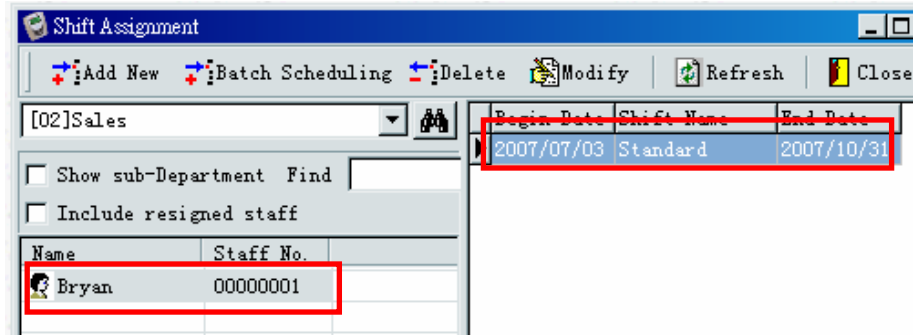 Shift Assignment
Add New Batch Scheduling Delete Modify Refresh Close
[02]Sales
Begin Date Shift Name End Date
2007/07/03 Standard 2007/10/31
Show sub-Department Find
Include resigned staff
Name Staff No.
Bryan 00000001